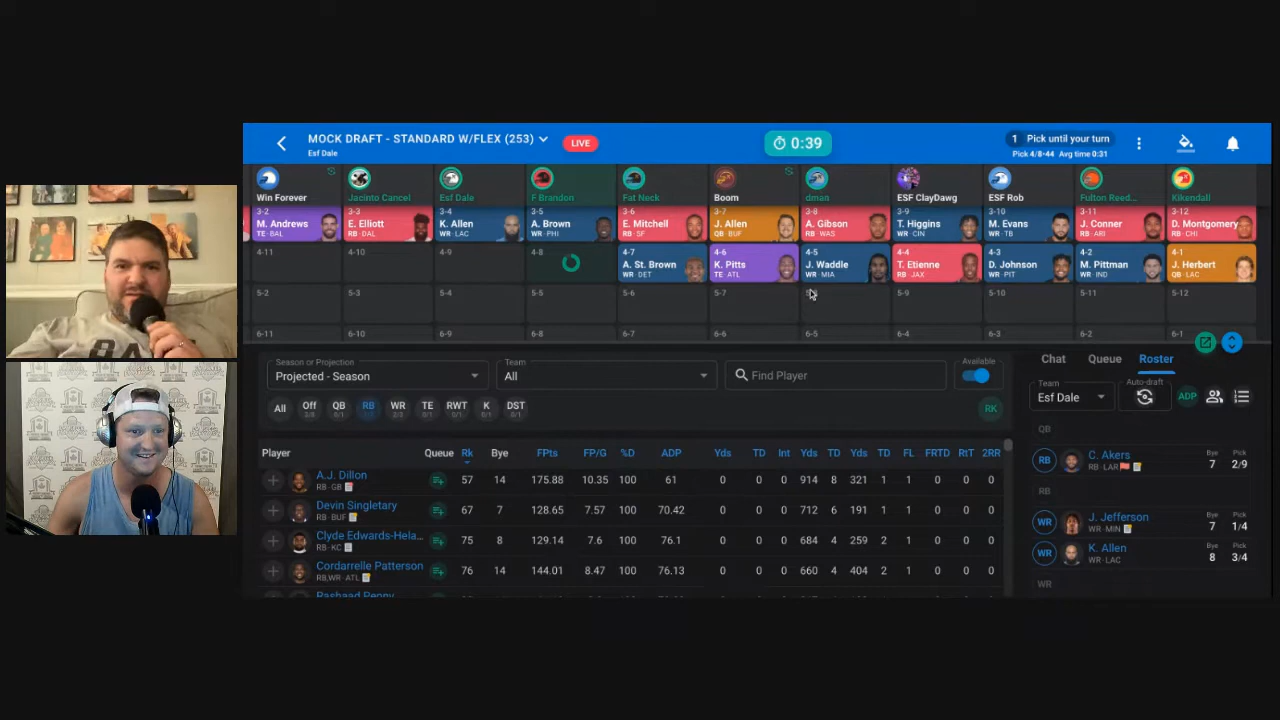 MOCK DRAFT - STANDARD W/FLEX (253)
Esf Dale
LIVE
0:39
1 Pick until your turn
Pick 4/8-44 Avg time 0:31
Win Forever Jacinto Cancel Esf Dale F Brandon Fat Neck Boom dman ESF ClayDawg ESF Rob Fulton Reed... Kikendall
3-2 3-3 3-4 3-5 3-6 3-7 3-8 3-9 3-10 3-11 3-12
M. Andrews E. Elliott K. Allen A. Brown E. Mitchell J. Allen A. Gibson T. Higgins M. Evans J. Conner D. Montgomery
TE - BAL RB - DAL WR - LAC WR - PHI RB - SF QB - BUF RB - WAS WR - CIN WR - TB RB - ARI RB - CHI
4-11 4-10 4-9 4-8 4-7 4-6 4-5 4-4 4-3 4-2 4-1
A. St. Brown K. Pitts J. Waddle T. Etienne D. Johnson M. Pittman J. Herbert
WR - DET TE - ATL WR - MIA RB - JAX WR - PIT WR - IND QB - LAC
5-2 5-3 5-4 5-5 5-6 5-7 5-9 5-10 5-11 5-12
6-11 6-10 6-9 6-8 6-7 6-6 6-5 6-4 6-3 6-2 6-1
Season or Projection
Projected - Season
Team
All
Find Player
Available
All Off QB RB WR TE RWT K DST
RK
Player Queue Rk Bye FPts FP/G %D ADP Yds TD Int Yds TD Yds TD FL FRTD RtT 2RR
A.J. Dillon 57 14 175.88 10.35 100 61 0 0 0 914 8 321 1 1 0 0 0
RB - GB
Devin Singletary 67 7 128.65 7.57 100 70.42 0 0 0 712 6 191 1 1 0 0 0
RB - BUF
Clyde Edwards-Hela... 75 8 129.14 7.6 100 76.1 0 0 0 684 4 259 2 1 0 0 0
RB - KC
Cordarrelle Patterson 76 14 144.01 8.47 100 76.13 0 0 0 660 4 404 2 1 0 0 0
RB,WR - ATL
Rashaad Penny
Chat Queue Roster
Team
Esf Dale
Auto-draft
ADP
QB
RB C. Akers Bye 7 Pick 2/9
RB - LAR
RB
WR J. Jefferson Bye 7 Pick 1/4
WR - MIN
WR K. Allen Bye 8 Pick 3/4
WR - LAC
WR